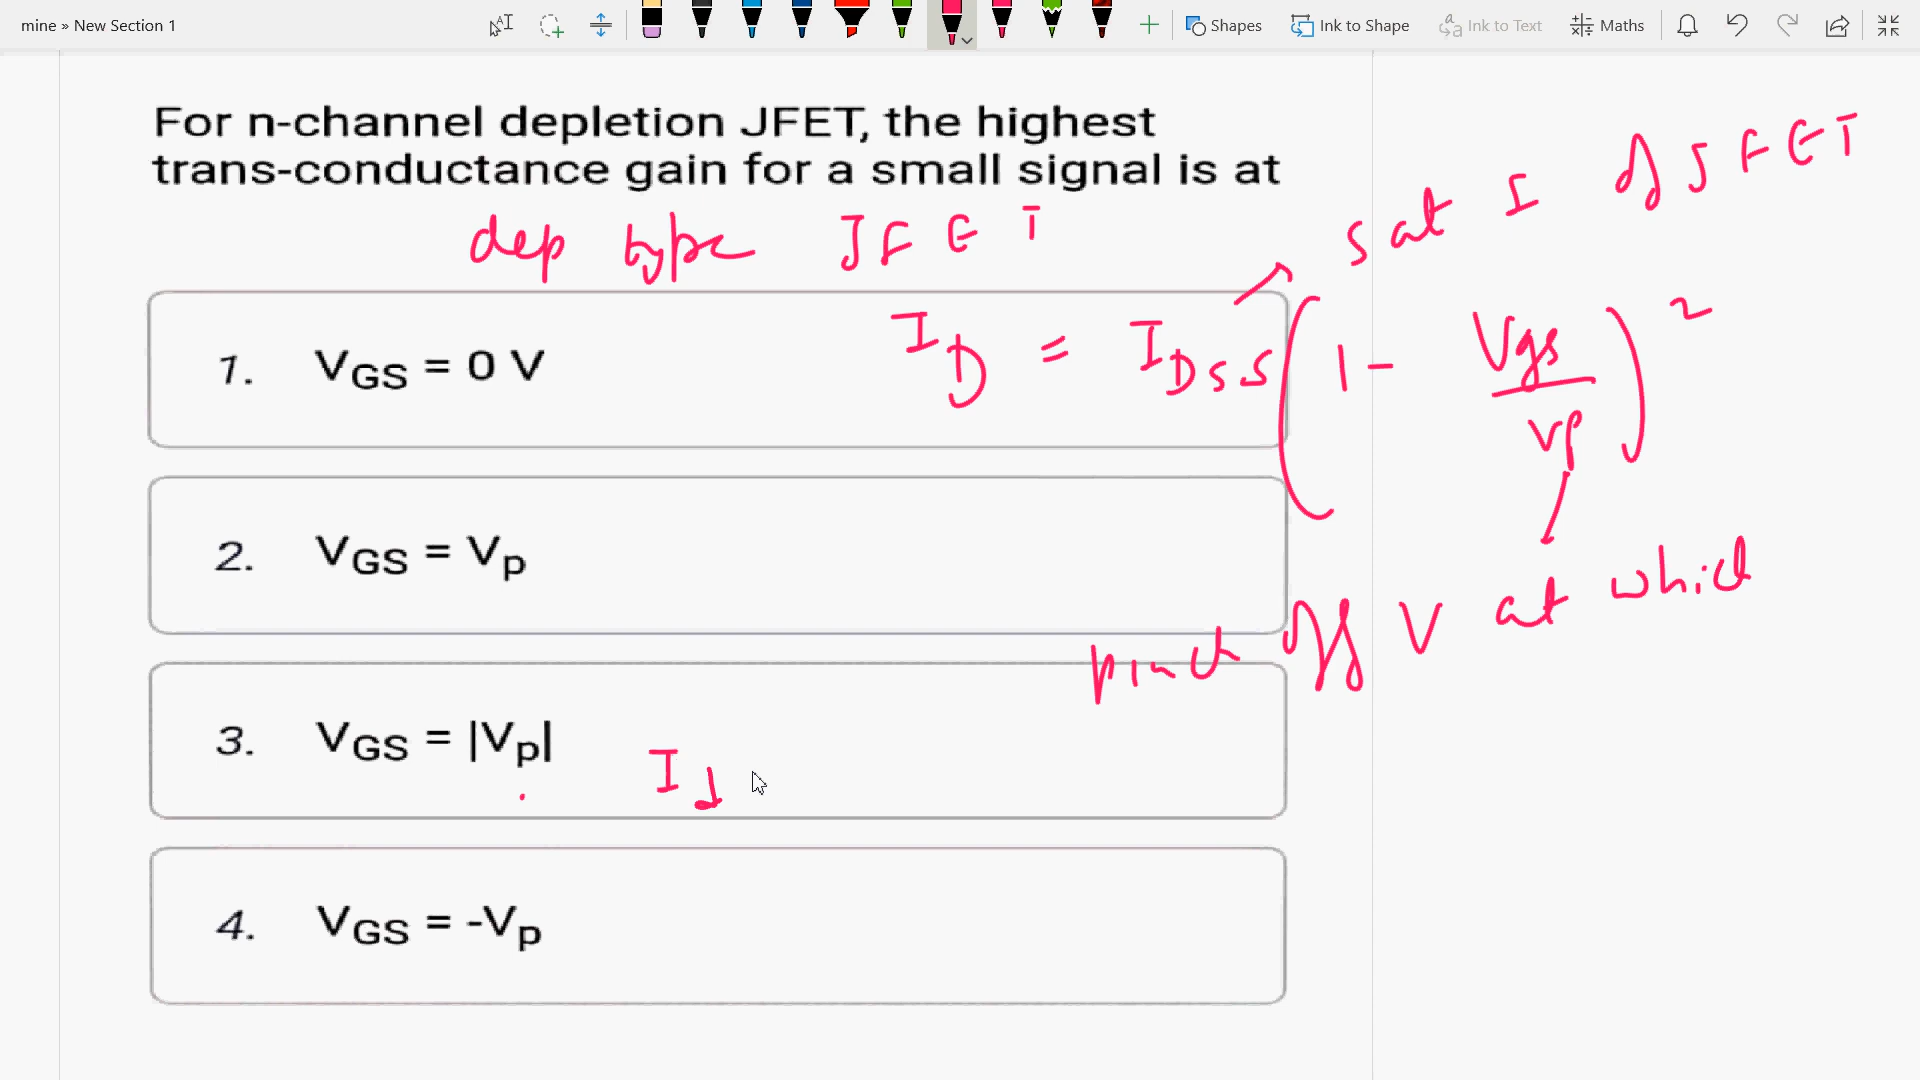 mine » New Section 1
Shapes
Ink to Shape
Ink to Text
Maths
For n-channel depletion JFET, the highest
trans-conductance gain for a small signal is at
dep type JFET
sat I of JFET
1. VGS = 0 V
ID = IDSS (1 - Vgs/vp)²
2. VGS = Vp
pinch off V at which
3. VGS = |Vp|
Id
4. VGS = -Vp